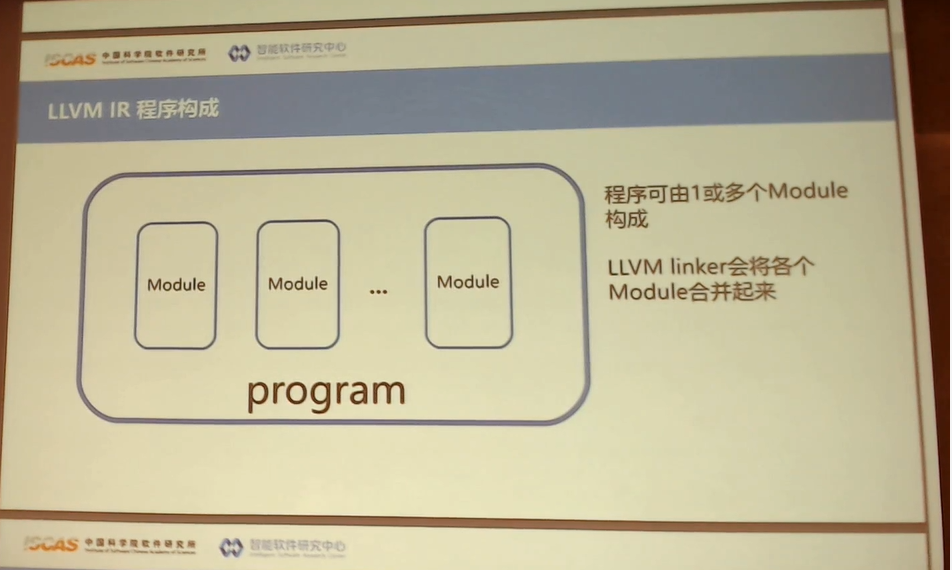 ISCAS 中国科学院软件研究所 智能软件研究中心
Institute of Software Chinese Academy of Sciences Intelligent Software Research Center
LLVM IR 程序构成
程序可由1或多个Module
构成
LLVM linker会将各个
Module合并起来
Module Module ... Module
program
ISCAS 中国科学院软件研究所 智能软件研究中心
Institute of Software Chinese Academy of Sciences Intelligent Software Research Center